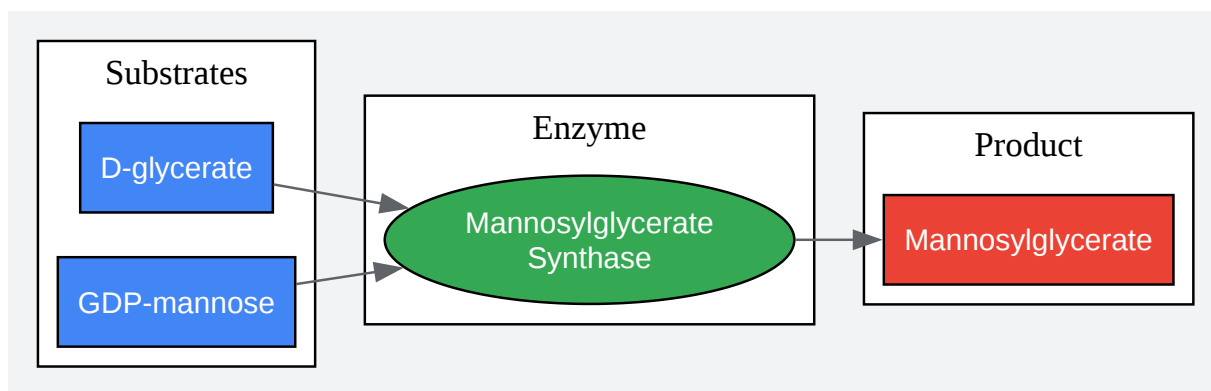 Substrates
D-glycerate
GDP-mannose
Enzyme
Mannosylglycerate
Synthase
Product
Mannosylglycerate